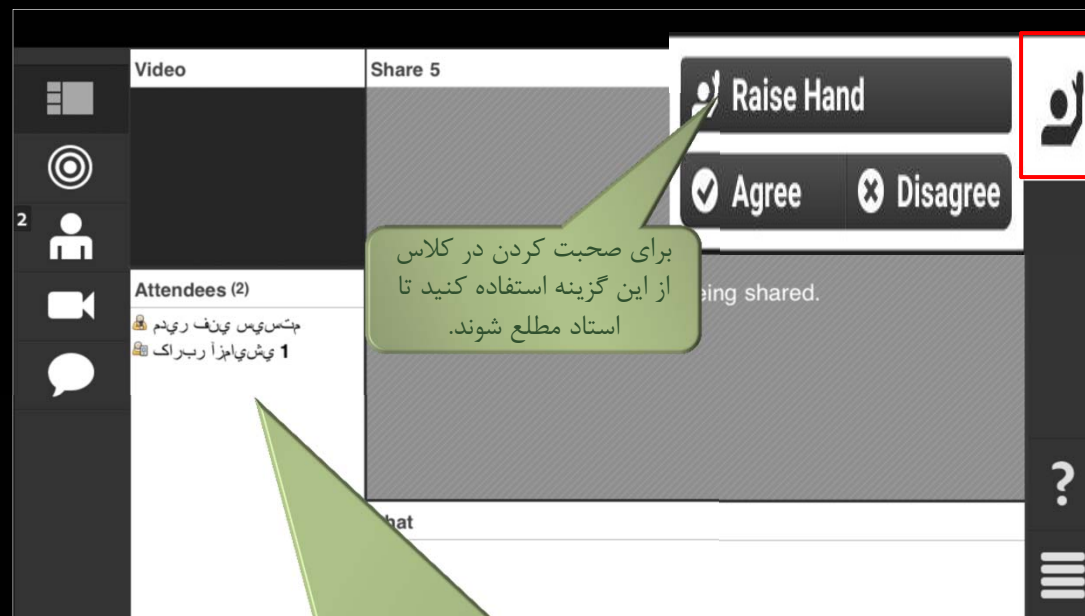 Video
Share 5
Raise Hand
Agree
Disagree
2
برای صحبت کردن در کلاس
از این گزینه استفاده کنید تا
استاد مطلع شوند.
eing shared.
Attendees (2)
متسيس ينف ريدم
1 يشيامزآ ربراک
hat
?